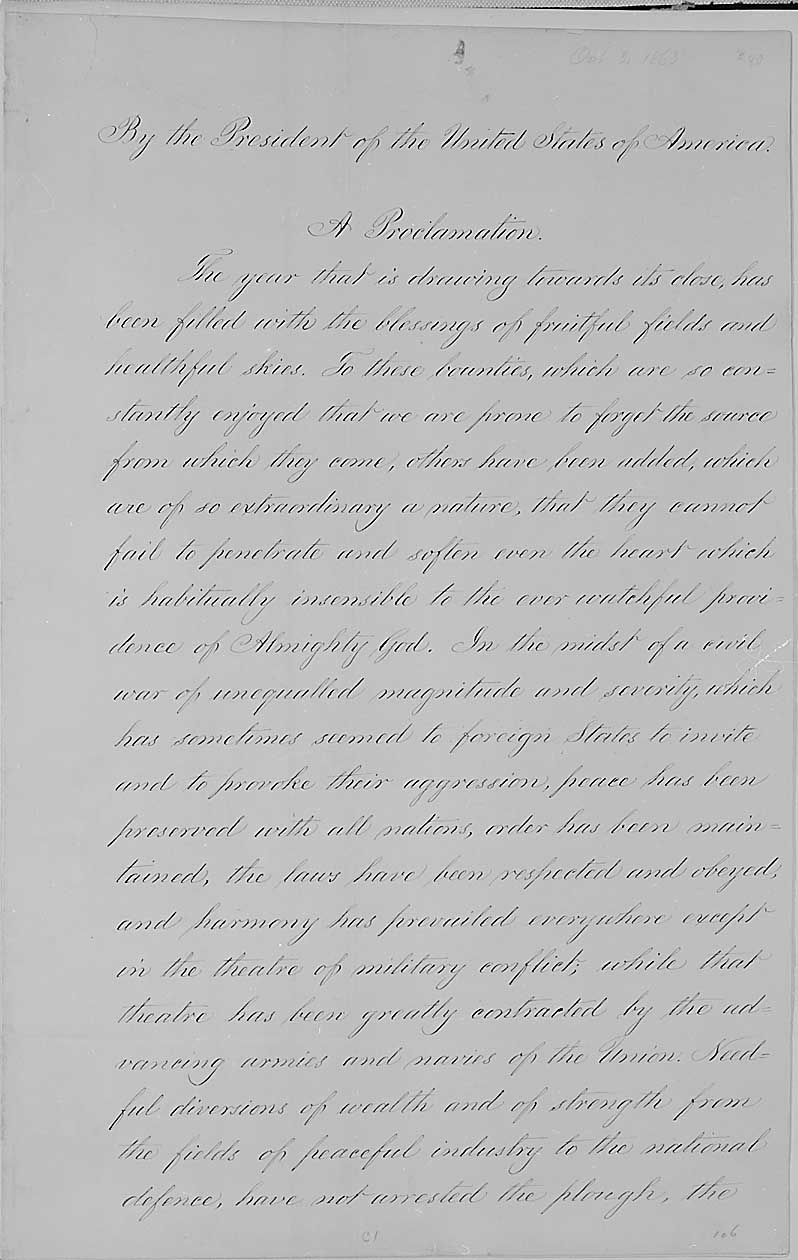 Oct 3, 1863
By the President of the United States of America.
A Proclamation.
The year that is drawing towards its close, has
been filled with the blessings of fruitful fields and
healthful skies. To these bounties, which are so con=
stantly enjoyed that we are prone to forget the source
from which they come, others have been added, which
are of so extraordinary a nature, that they cannot
fail to penetrate and soften even the heart which
is habitually insensible to the ever watchful provi=
dence of Almighty God. In the midst of a civil
war of unequalled magnitude and severity, which
has sometimes seemed to foreign States to invite
and to provoke their aggression, peace has been
preserved with all nations, order has been main=
tained, the laws have been respected and obeyed,
and harmony has prevailed everywhere except
in the theatre of military conflict; while that
theatre has been greatly contracted by the ad=
vancing armies and navies of the Union. Need=
ful diversions of wealth and of strength from
the fields of peaceful industry to the national
defence, have not arrested the plough, the
C1
106